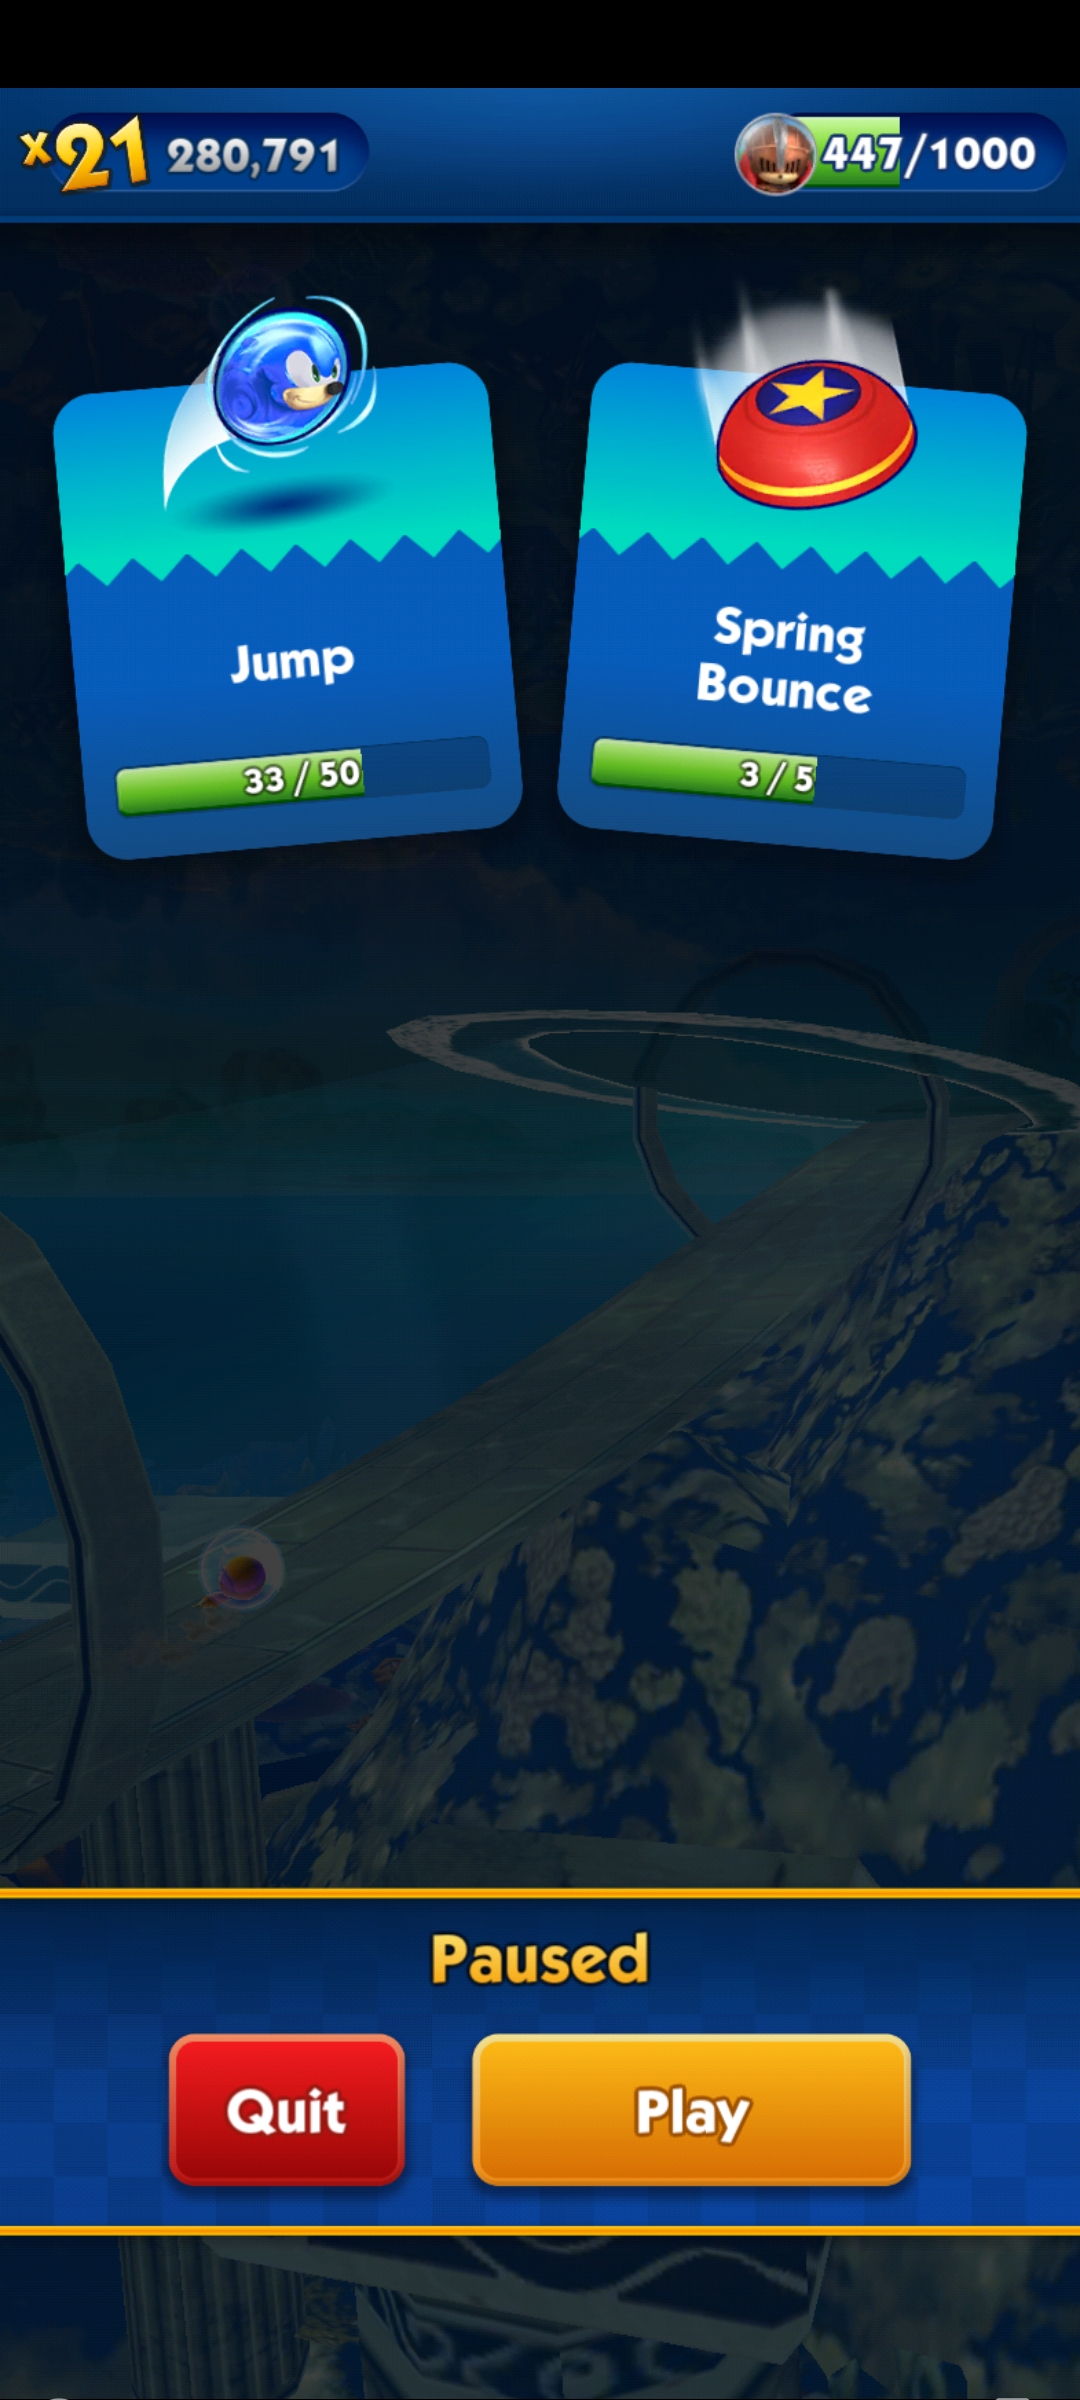 x21 280,791
447/1000
Jump
33 / 50
Spring
Bounce
3 / 5
Paused
Quit
Play